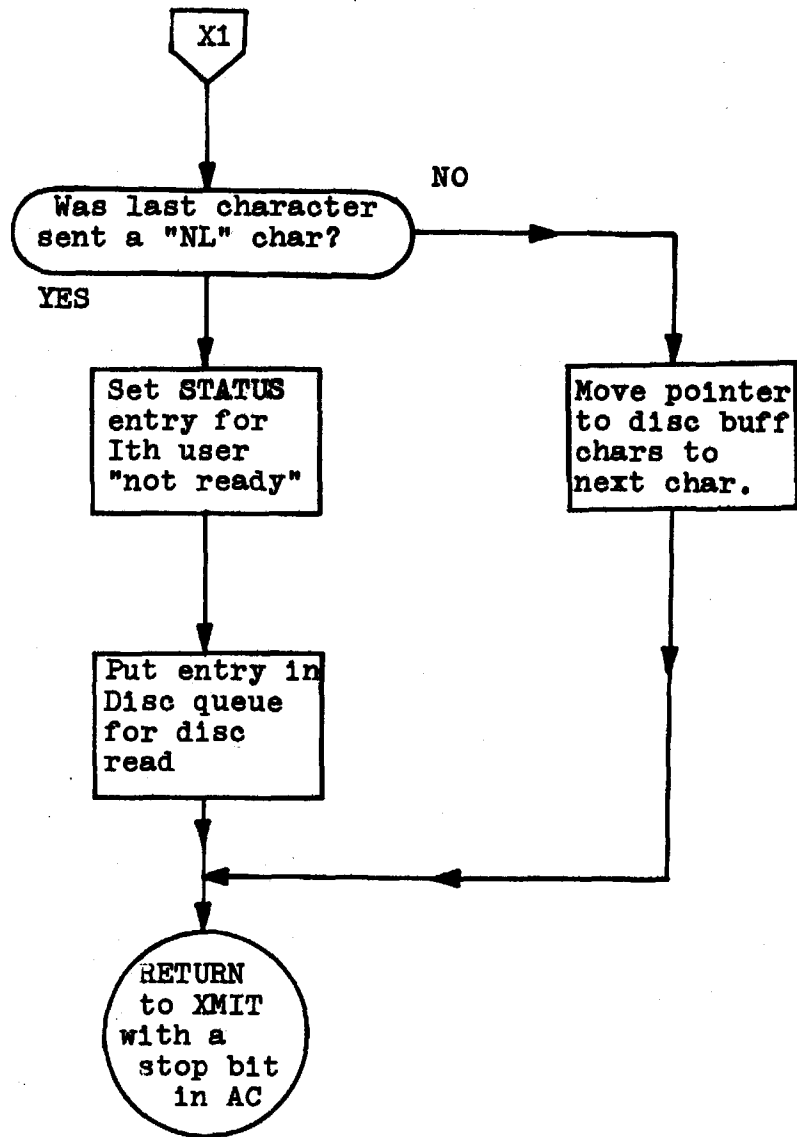 X1
NO
Was last character
sent a "NL" char?
YES
Set STATUS
entry for
Ith user
"not ready"
Move pointer
to disc buff
chars to
next char.
Put entry in
Disc queue
for disc
read
RETURN
to XMIT
with a
stop bit
in AC